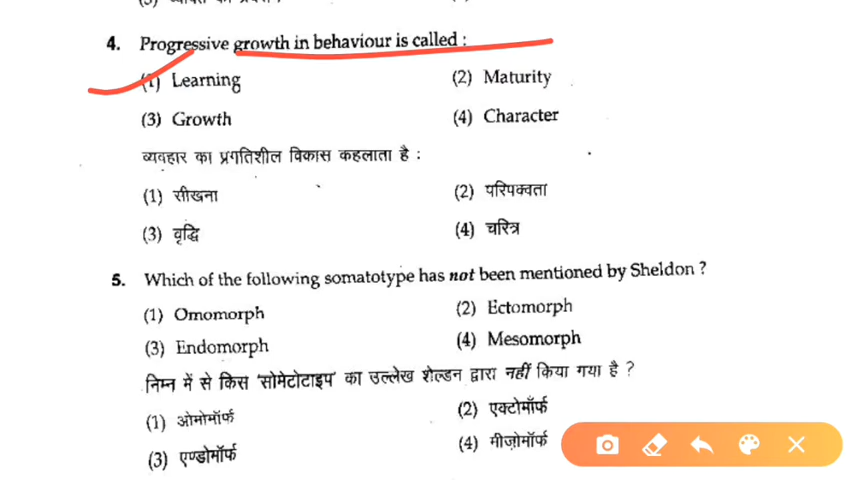 4. Progressive growth in behaviour is called :
(1) Learning (2) Maturity
(3) Growth (4) Character
व्यवहार का प्रगतिशील विकास कहलाता है :
(1) सीखना (2) परिपक्वता
(3) वृद्धि (4) चरित्र
5. Which of the following somatotype has not been mentioned by Sheldon ?
(1) Omomorph (2) Ectomorph
(3) Endomorph (4) Mesomorph
निम्न में से किस 'सोमेटोटाइप' का उल्लेख शेल्डन द्वारा नहीं किया गया है ?
(1) ओमोमॉर्फ (2) एक्टोमॉर्फ
(3) एण्डोमॉर्फ (4) मीज़ोमॉर्फ